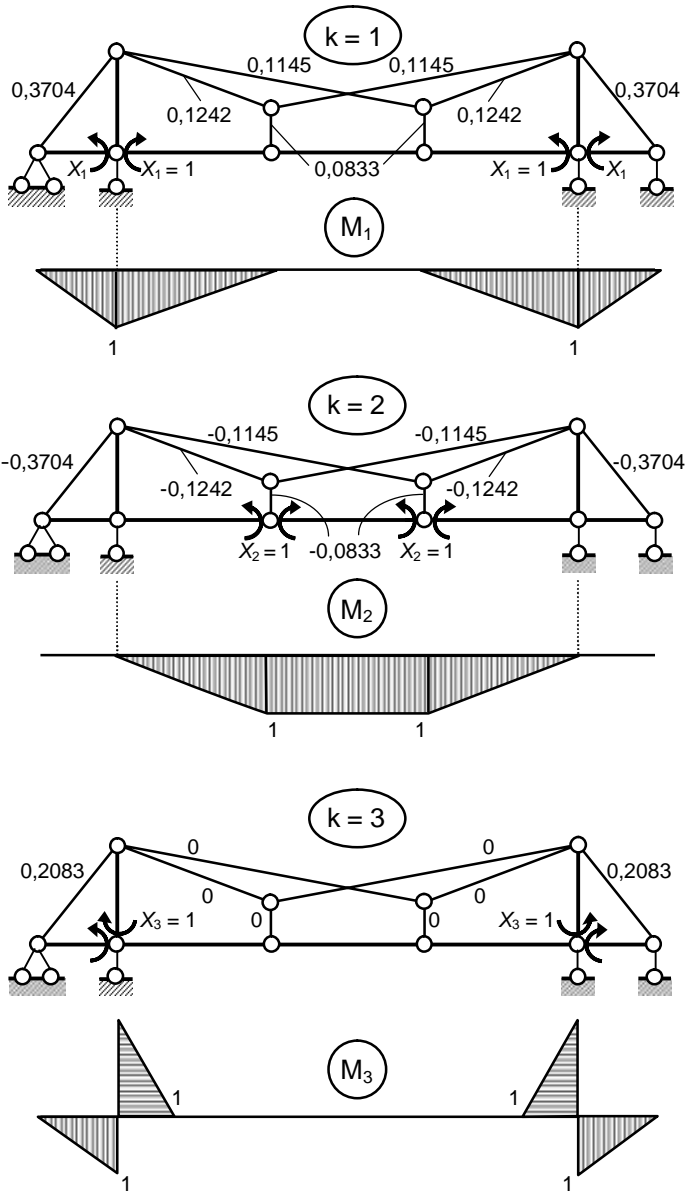 k = 1
0,1145 0,1145
0,3704 0,3704
0,1242 0,1242
X1 X1 = 1 0,0833 X1 = 1 X1
M1
1 1
k = 2
-0,1145 -0,1145
-0,3704 -0,3704
-0,1242 -0,1242
X2 = 1 -0,0833 X2 = 1
M2
1 1
k = 3
0 0
0,2083 0,2083
0 0
X3 = 1 0 0 X3 = 1
M3
1 1
1 1